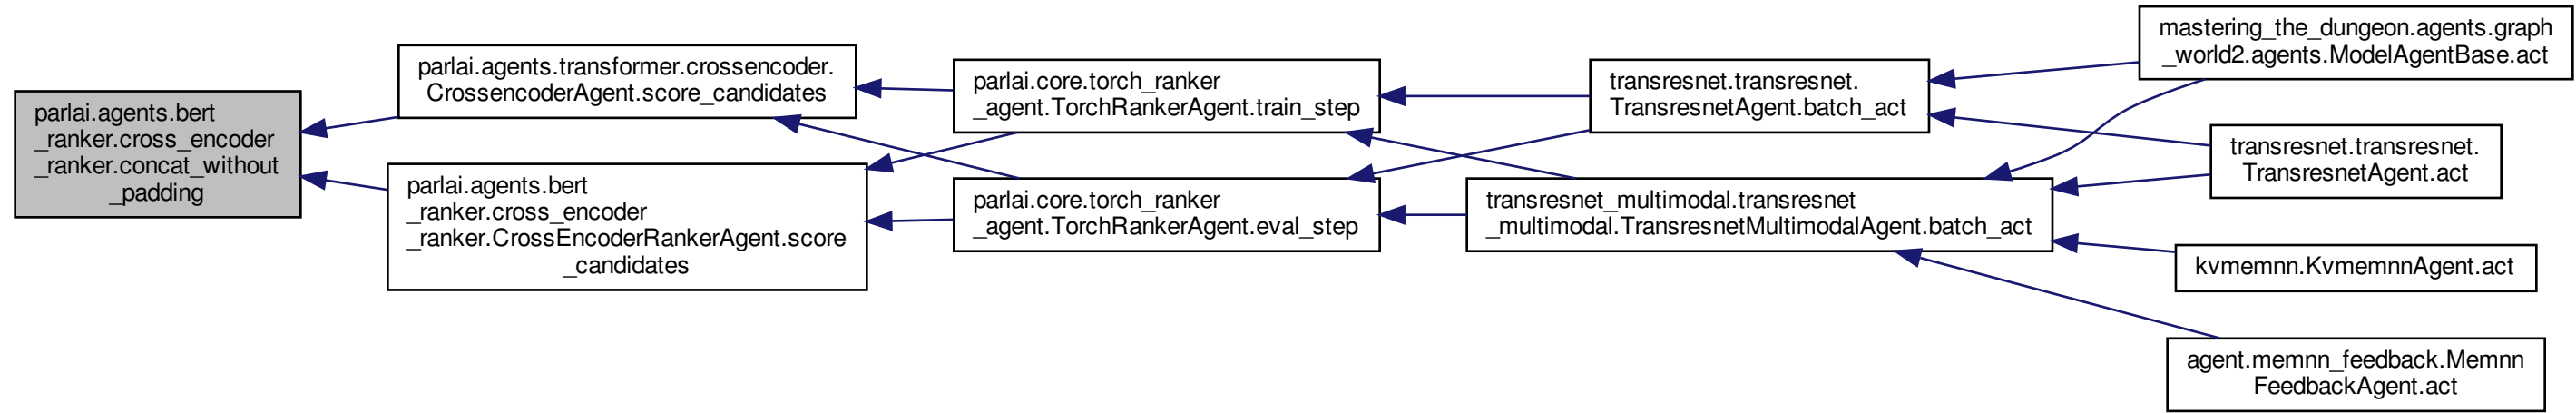 parlai.agents.bert
_ranker.cross_encoder
_ranker.concat_without
_padding
parlai.agents.transformer.crossencoder.
CrossencoderAgent.score_candidates
parlai.agents.bert
_ranker.cross_encoder
_ranker.CrossEncoderRankerAgent.score
_candidates
parlai.core.torch_ranker
_agent.TorchRankerAgent.train_step
parlai.core.torch_ranker
_agent.TorchRankerAgent.eval_step
transresnet.transresnet.
TransresnetAgent.batch_act
transresnet_multimodal.transresnet
_multimodal.TransresnetMultimodalAgent.batch_act
mastering_the_dungeon.agents.graph
_world2.agents.ModelAgentBase.act
transresnet.transresnet.
TransresnetAgent.act
kvmemnn.KvmemnnAgent.act
agent.memnn_feedback.Memnn
FeedbackAgent.act